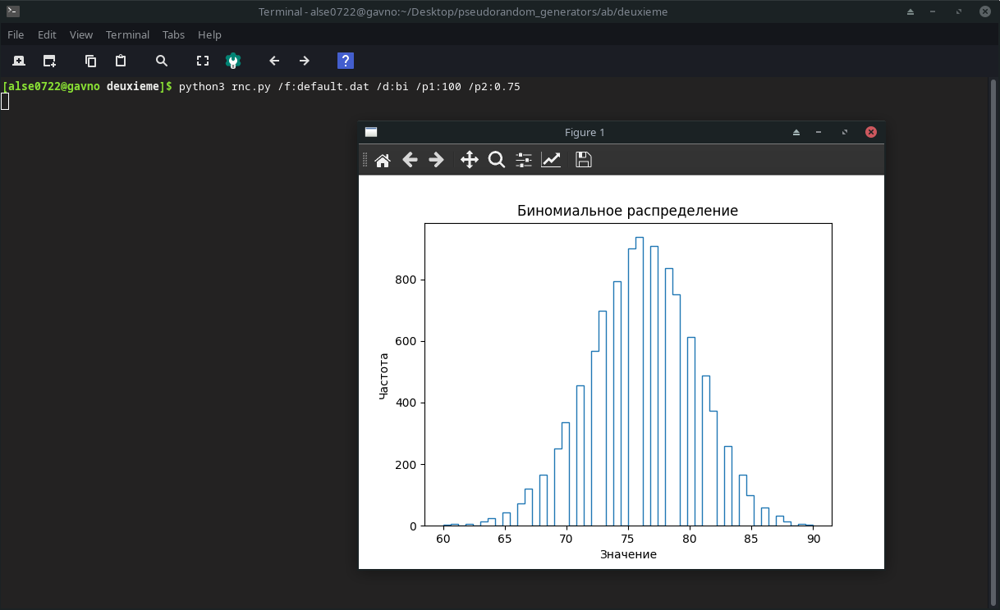 Terminal - alse0722@gavno:~/Desktop/pseudorandom_generators/ab/deuxieme
File Edit View Terminal Tabs Help
?
[alse0722@gavno deuxieme]$ python3 rnc.py /f:default.dat /d:bi /p1:100 /p2:0.75
Figure 1
Биномиальное распределение
800
600
400
200
0
Частота
60 65 70 75 80 85 90
Значение